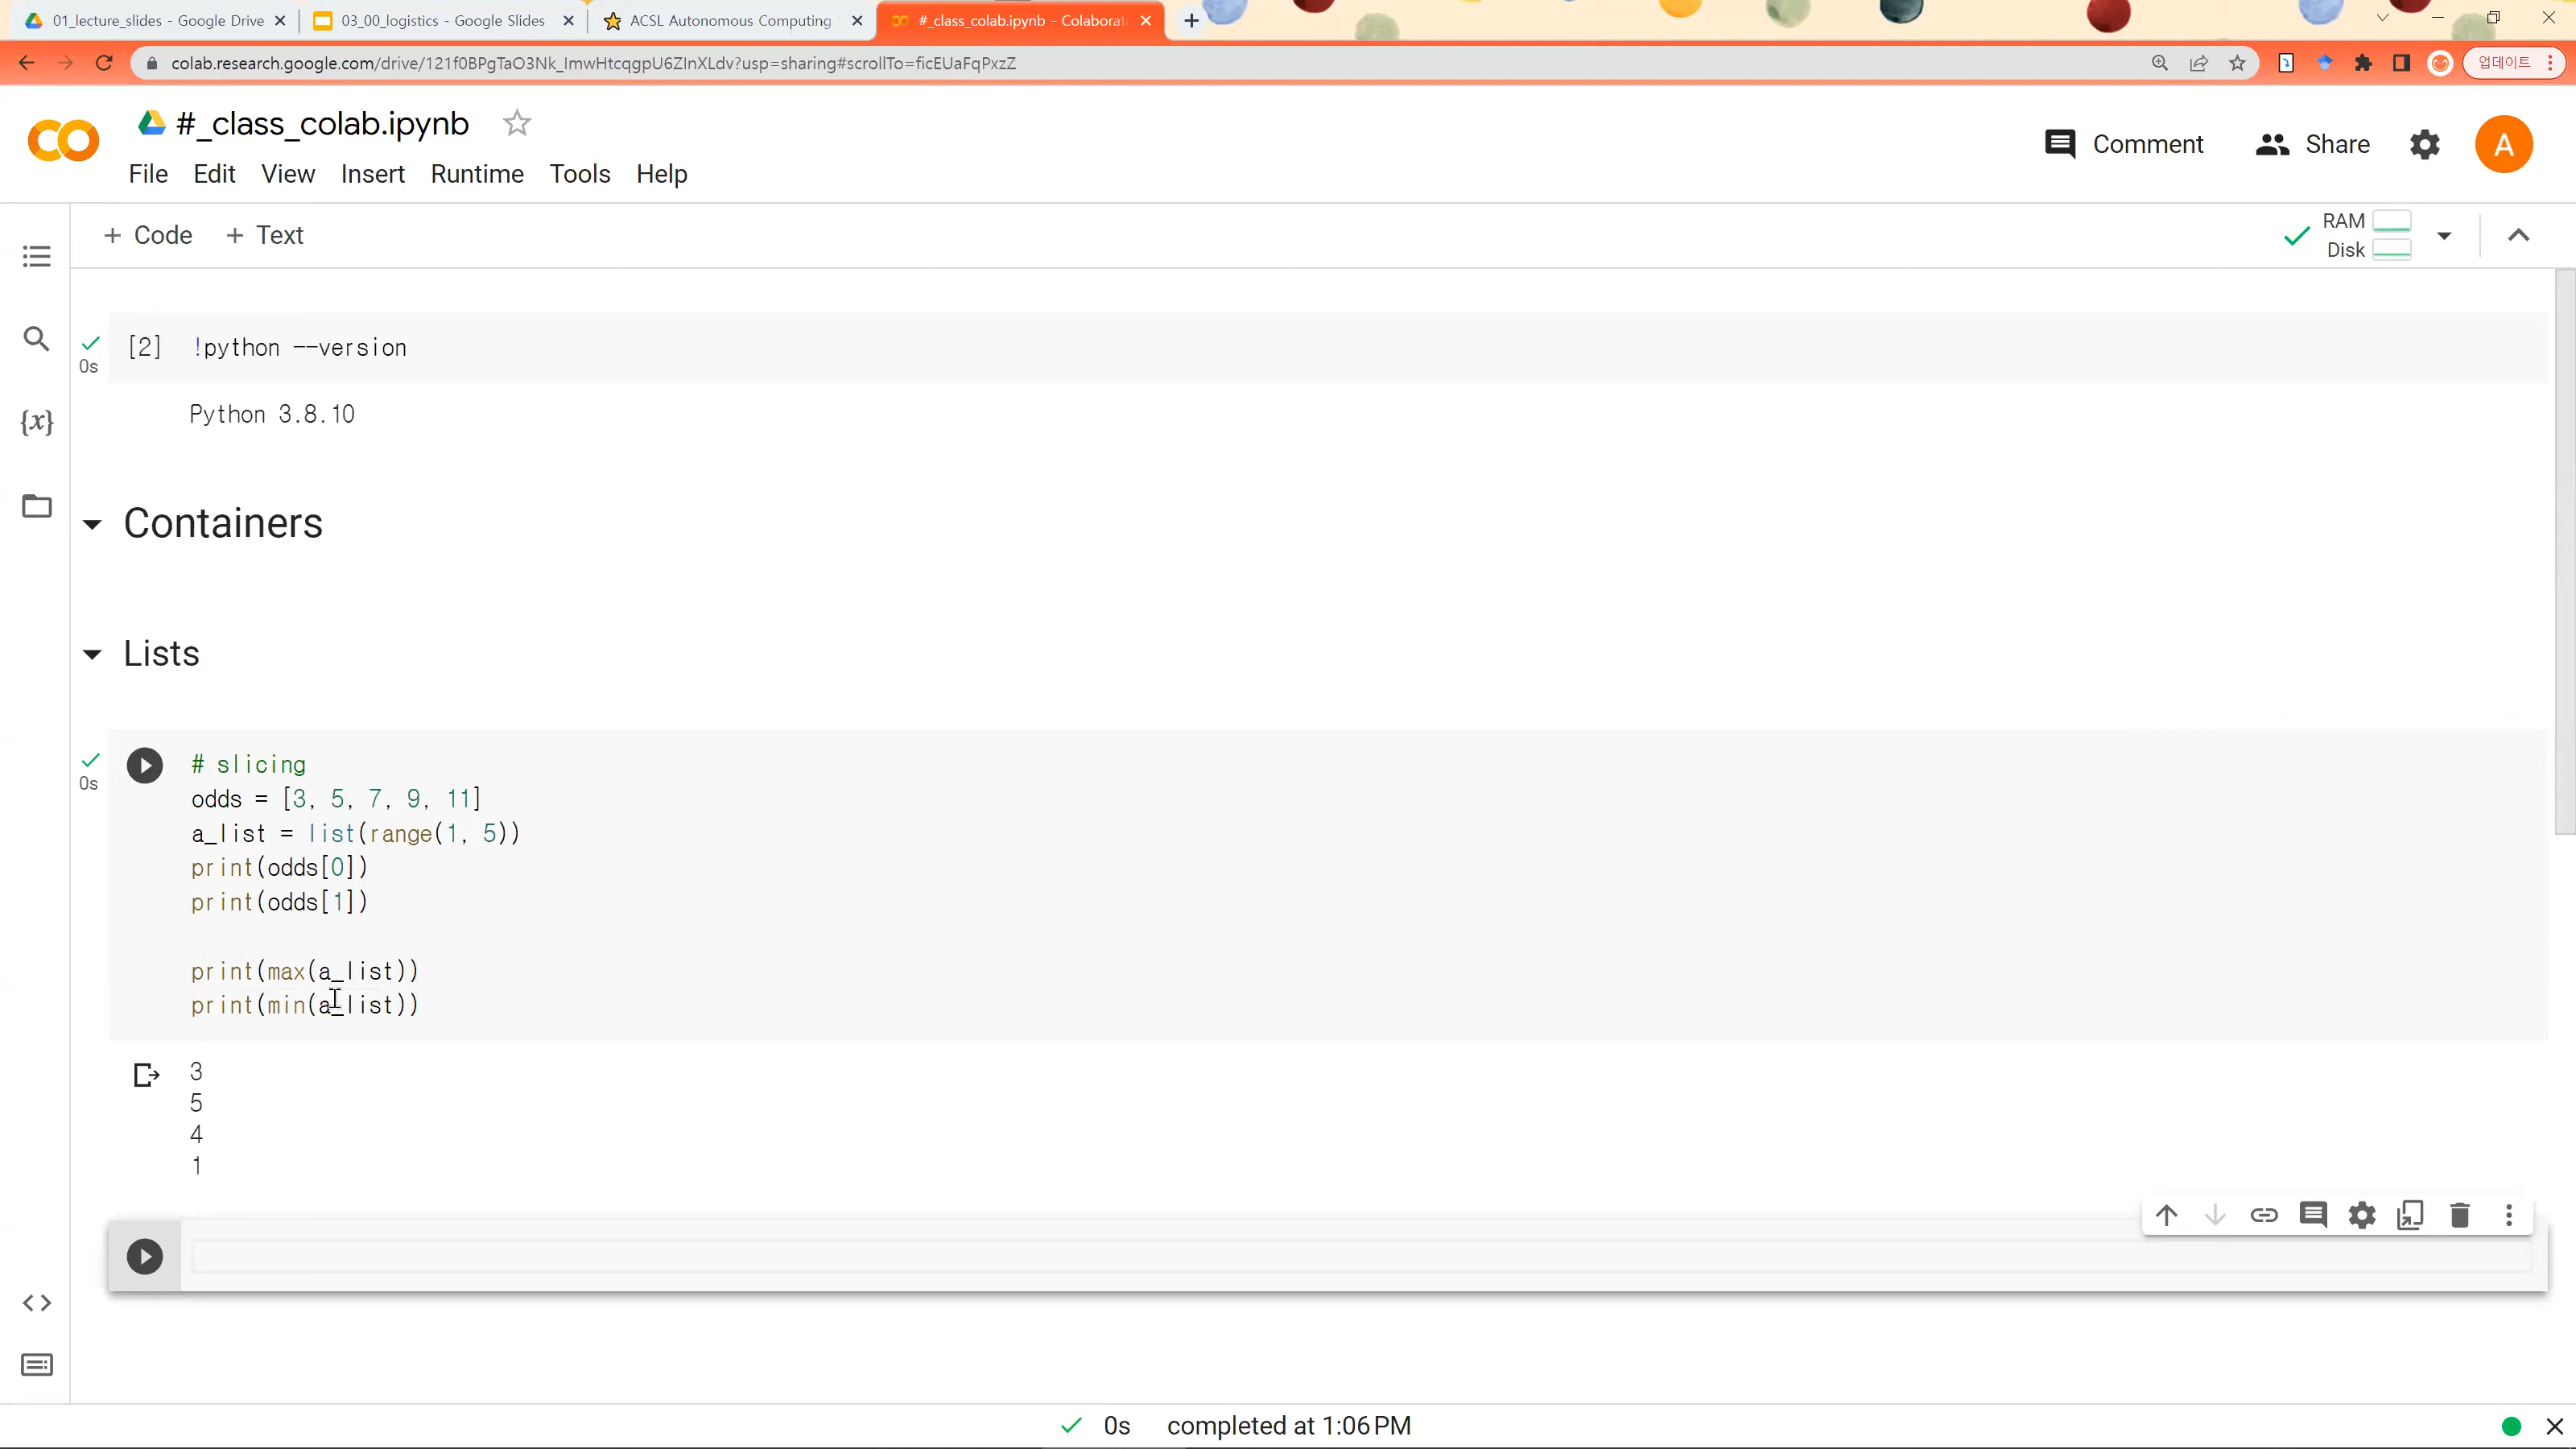 01_lecture_slides - Google Drive
03_00_logistics - Google Slides
ACSL Autonomous Computing
#_class_colab.ipynb - Colaborat
colab.research.google.com/drive/121f0BPgTaO3Nk_ImwHtcqgpU6ZlnXLdv?usp=sharing#scrollTo=ficEUaFqPxzZ
업데이트
CO
#_class_colab.ipynb
Comment
Share
A
File Edit View Insert Runtime Tools Help
+ Code + Text
RAM
Disk
[2] !python --version
0s
Python 3.8.10
{x}
Containers
Lists
0s
# slicing
odds = [3, 5, 7, 9, 11]
a_list = list(range(1, 5))
print(odds[0])
print(odds[1])
print(max(a_list))
print(min(a_list))
3
5
4
1
0s completed at 1:06 PM